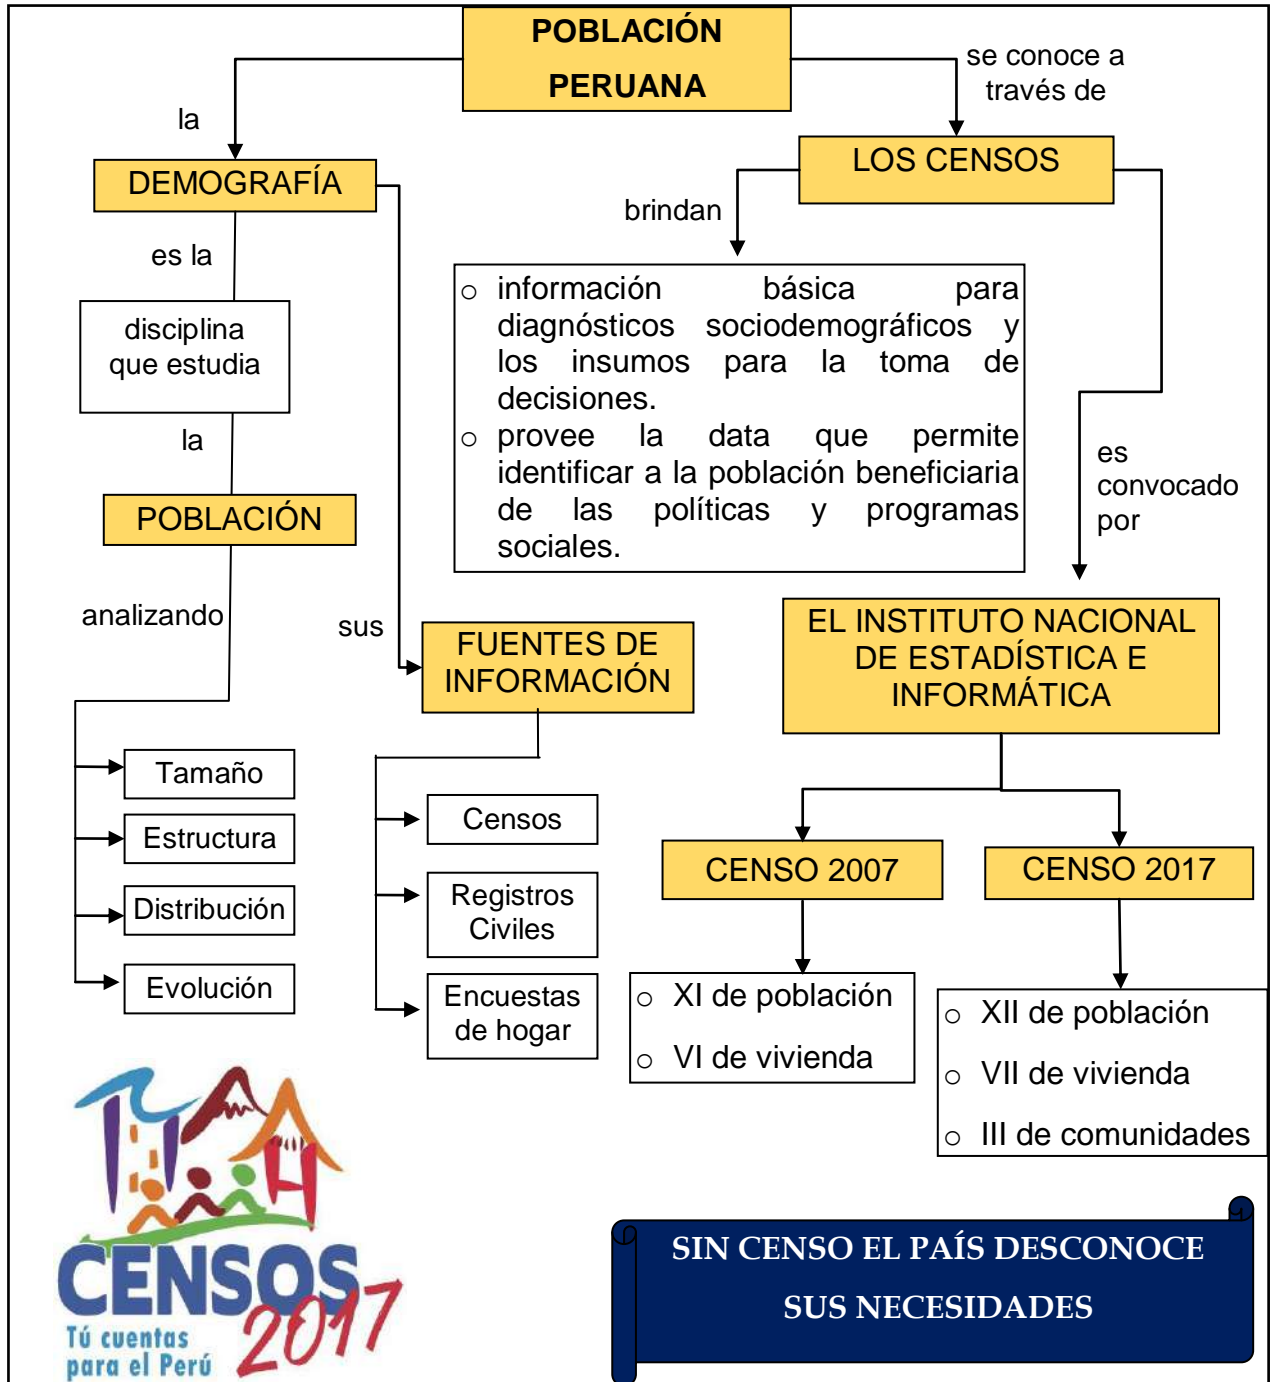 POBLACIÓN
PERUANA
se conoce a
través de
la
DEMOGRAFÍA
LOS CENSOS
brindan
es la
disciplina
que estudia
la
POBLACIÓN
analizando
Tamaño
Estructura
Distribución
Evolución
sus
FUENTES DE
INFORMACIÓN
Censos
Registros
Civiles
Encuestas
de hogar
o información básica para
diagnósticos sociodemográficos y
los insumos para la toma de
decisiones.
o provee la data que permite
identificar a la población beneficiaria
de las políticas y programas
sociales.
es
convocado
por
EL INSTITUTO NACIONAL
DE ESTADÍSTICA E
INFORMÁTICA
CENSO 2007
o XI de población
o VI de vivienda
CENSO 2017
o XII de población
o VII de vivienda
o III de comunidades
CENSOS
2017
Tú cuentas
para el Perú
SIN CENSO EL PAÍS DESCONOCE
SUS NECESIDADES